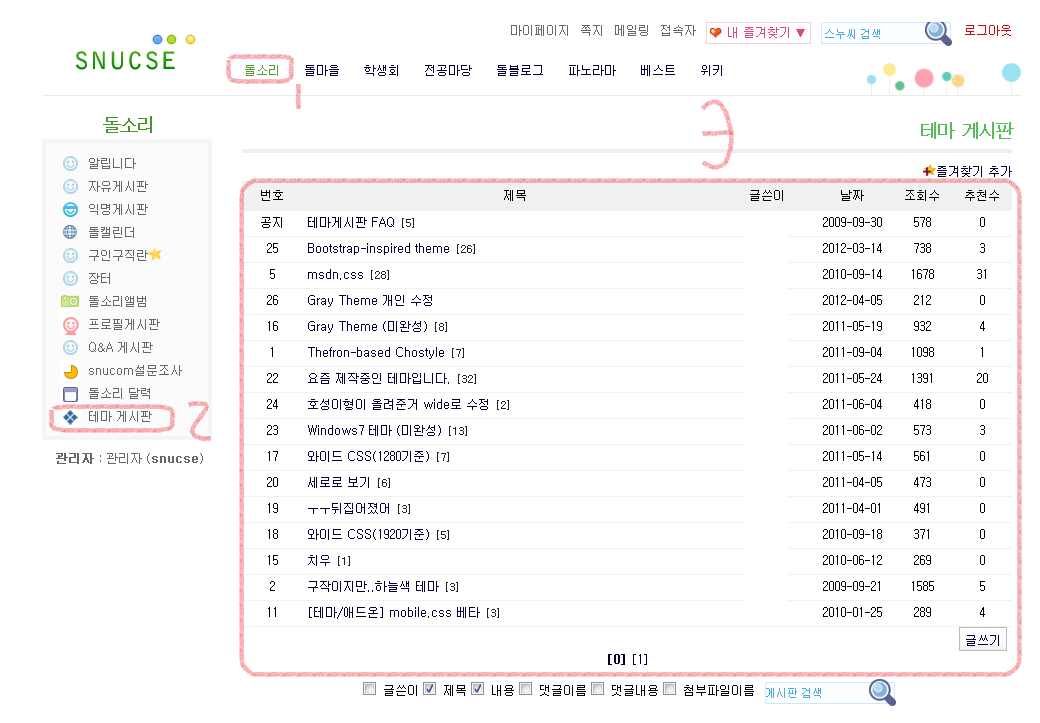 마이페이지 쪽지 메일링 접속자 내 즐겨찾기 ▼ 스누씨 검색 로그아웃
SNUCSE
돌소리 돌마을 학생회 전공마당 돌블로그 파노라마 베스트 위키
1
돌소리
알립니다
자유게시판
익명게시판
돌캘린더
구인구직란
장터
돌소리앨범
프로필게시판
Q&A 게시판
snucom설문조사
돌소리 달력
테마 게시판
2
관리자 : 관리자 (snucse)
3
테마 게시판
즐겨찾기 추가
번호 제목 글쓴이 날짜 조회수 추천수
공지 테마게시판 FAQ [5] 2009-09-30 578 0
25 Bootstrap-inspired theme [26] 2012-03-14 738 3
5 msdn.css [28] 2010-09-14 1678 31
26 Gray Theme 개인 수정 2012-04-05 212 0
16 Gray Theme (미완성) [8] 2011-05-19 932 4
1 Thefron-based Chostyle [7] 2011-09-04 1098 1
22 요즘 제작중인 테마입니다. [32] 2011-05-24 1391 20
24 호성이형이 올려준거 wide로 수정 [2] 2011-06-04 418 0
23 Windows7 테마 (미완성) [13] 2011-06-02 573 3
17 와이드 CSS(1280기준) [7] 2011-05-14 561 0
20 세로로 보기 [6] 2011-04-05 473 0
19 ㅜㅜ뒤집어졌어 [3] 2011-04-01 491 0
18 와이드 CSS(1920기준) [5] 2010-09-18 371 0
15 치우 [1] 2010-06-12 269 0
2 구작이지만..하늘색 테마 [3] 2009-09-21 1585 5
11 [테마/애드온] mobile.css 베타 [3] 2010-01-25 289 4
글쓰기
[0] [1]
글쓴이 제목 내용 댓글이름 댓글내용 첨부파일이름 게시판 검색